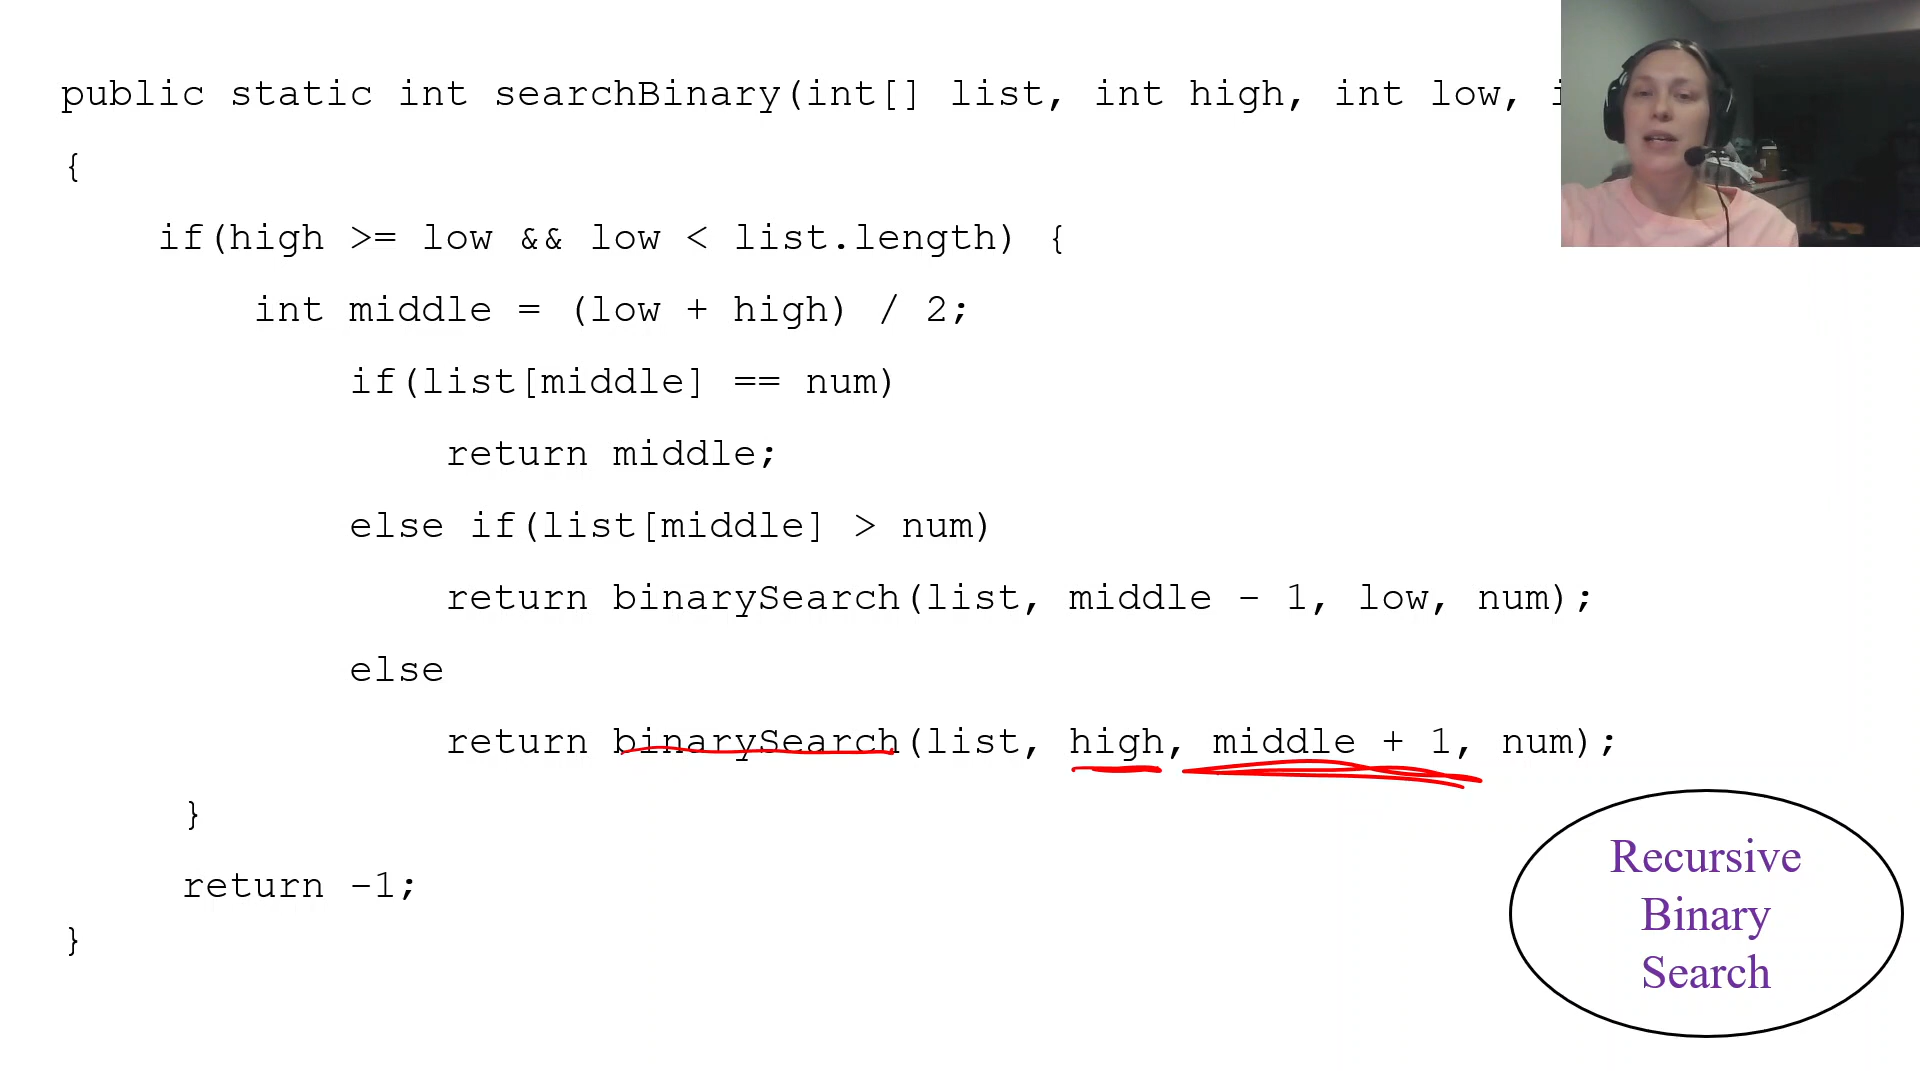 public static int searchBinary(int[] list, int high, int low,
{
if(high >= low && low < list.length) {
int middle = (low + high) / 2;
if(list[middle] == num)
return middle;
else if(list[middle] > num)
return binarySearch(list, middle - 1, low, num);
else
return binarySearch(list, high, middle + 1, num);
}
return -1;
}
Recursive
Binary
Search